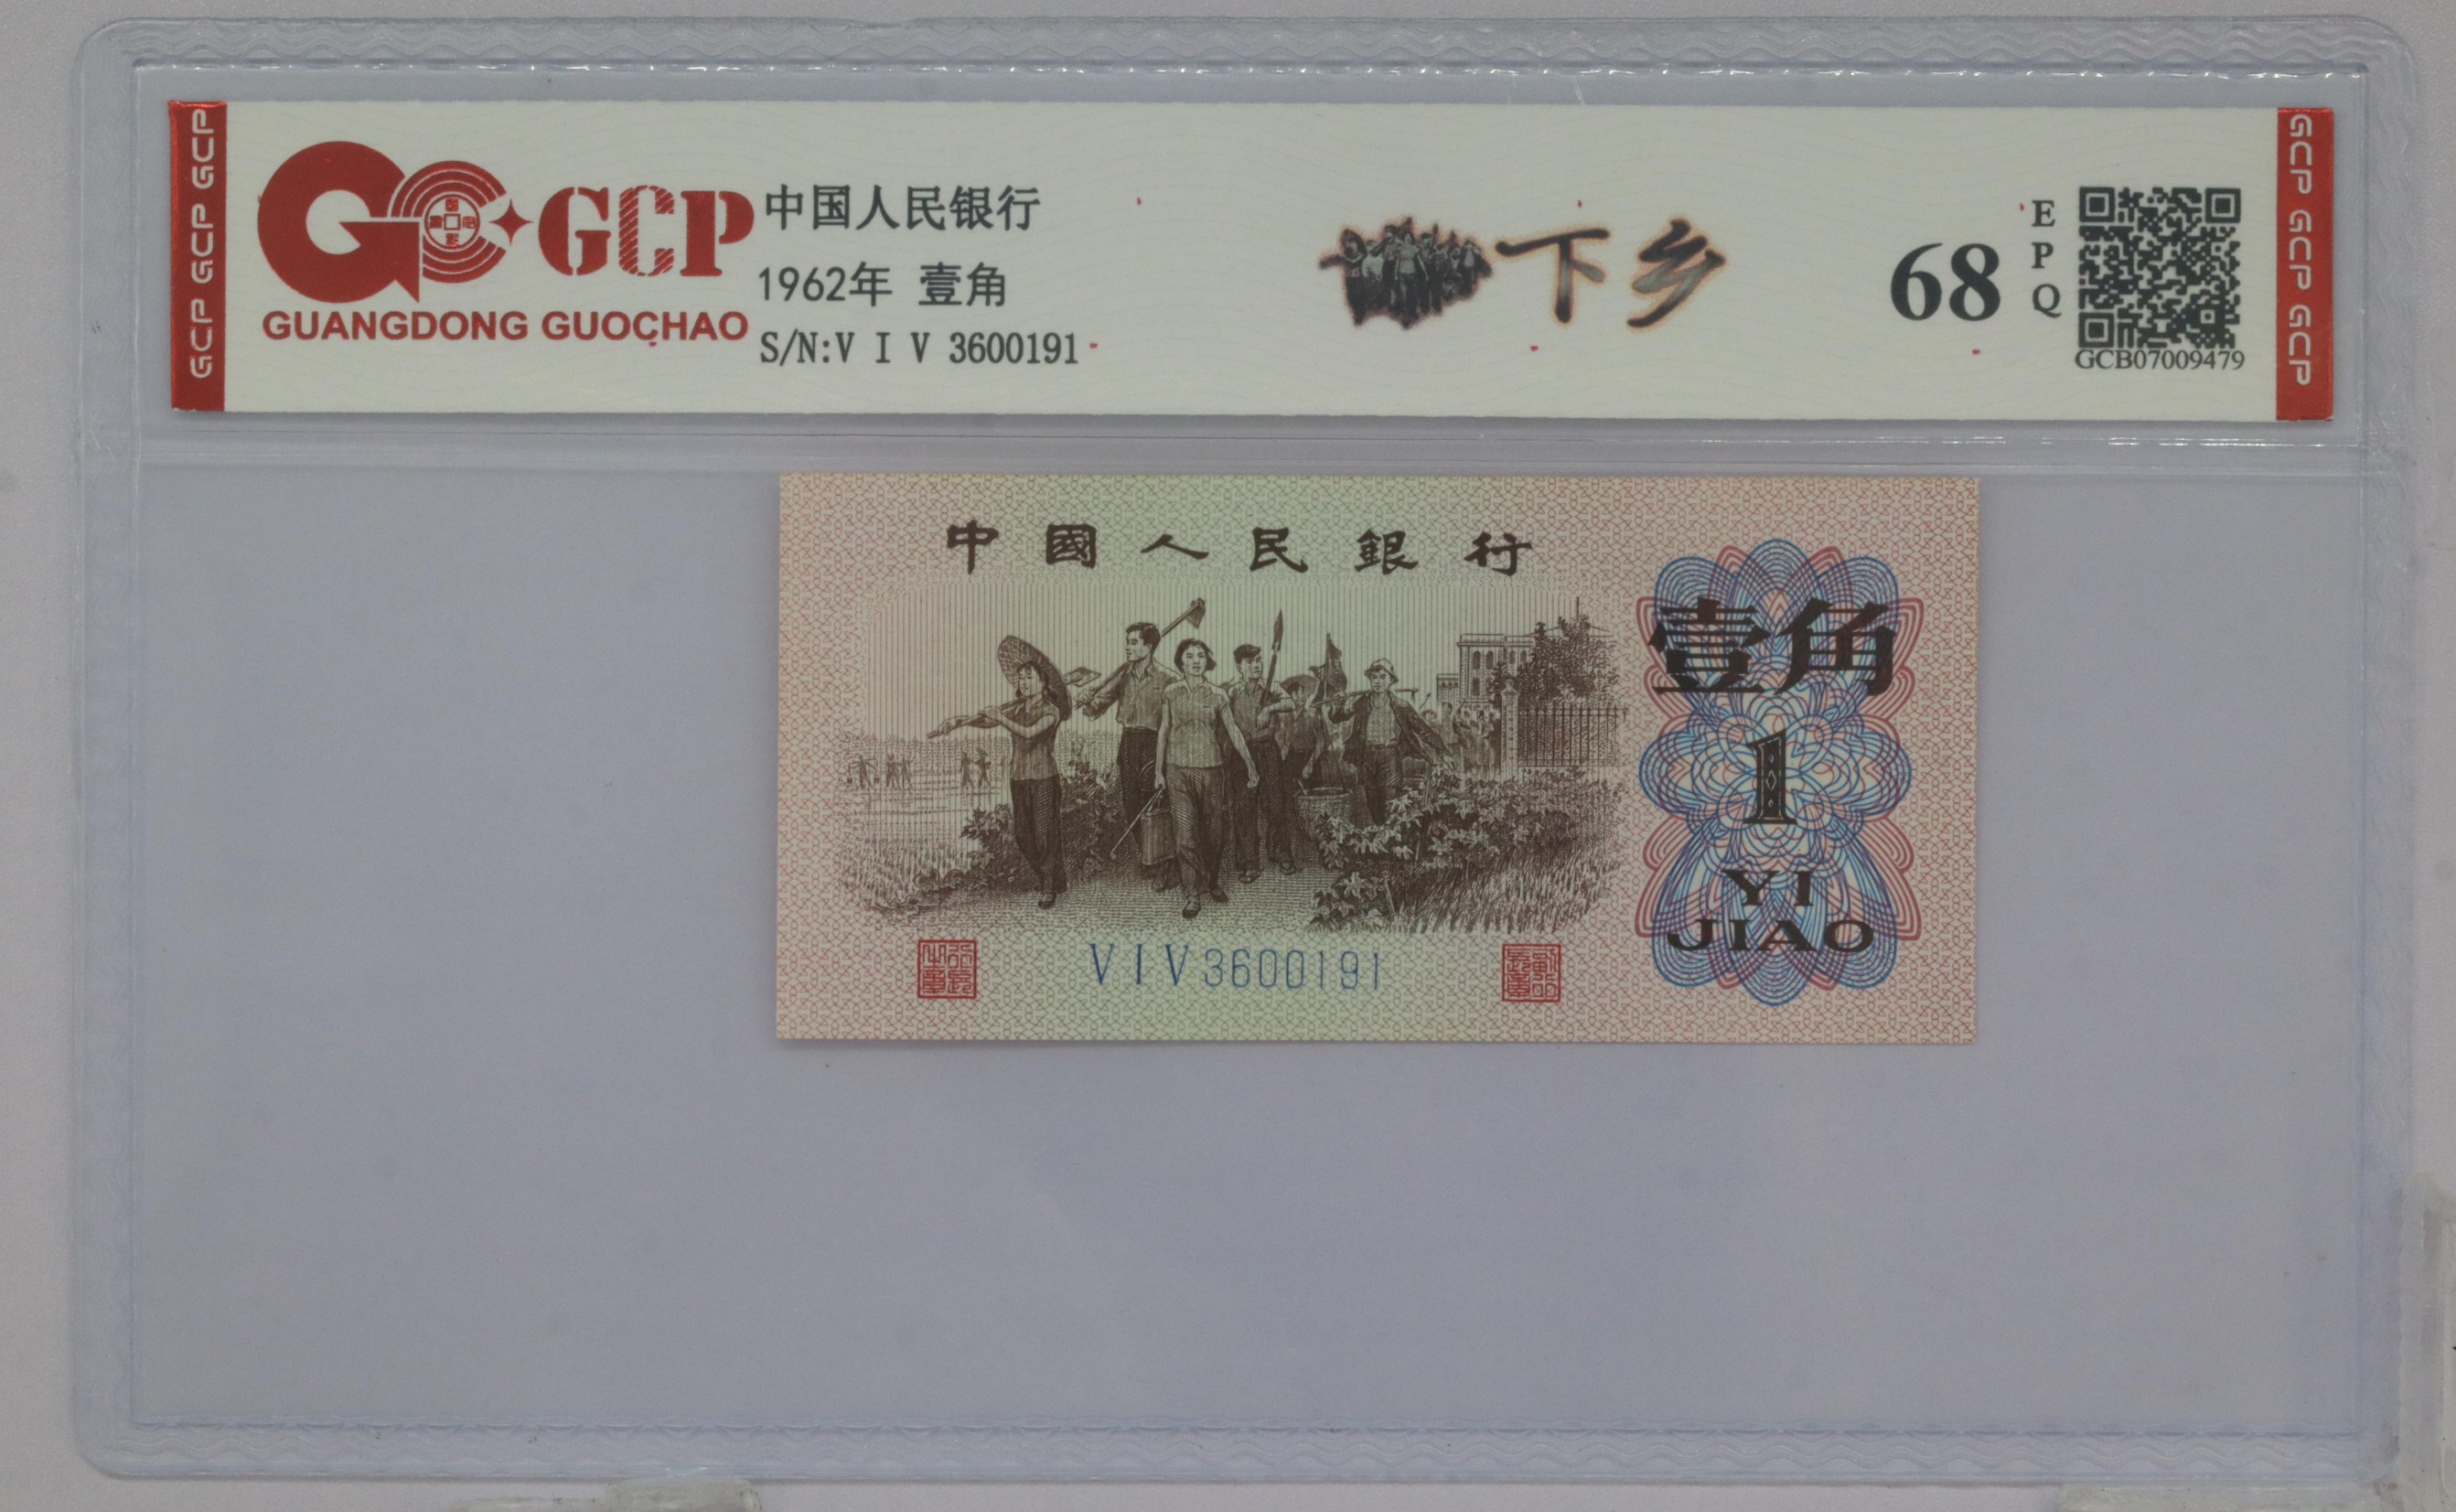 GCP GCP GCP
GCP
GUANGDONG GUOCHAO
中国人民银行
1962年 壹角
S/N:V I V 3600191
下乡
68
E
P
Q
GCB07009479
GCP GCP GCP
中國人民銀行
壹角
1
YI
JIAO
V I V 3600191